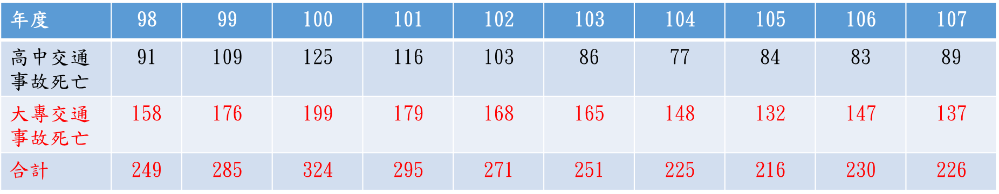 年度 98 99 100 101 102 103 104 105 106 107
高中交通 91 109 125 116 103 86 77 84 83 89
事故死亡
大專交通 158 176 199 179 168 165 148 132 147 137
事故死亡
合計 249 285 324 295 271 251 225 216 230 226